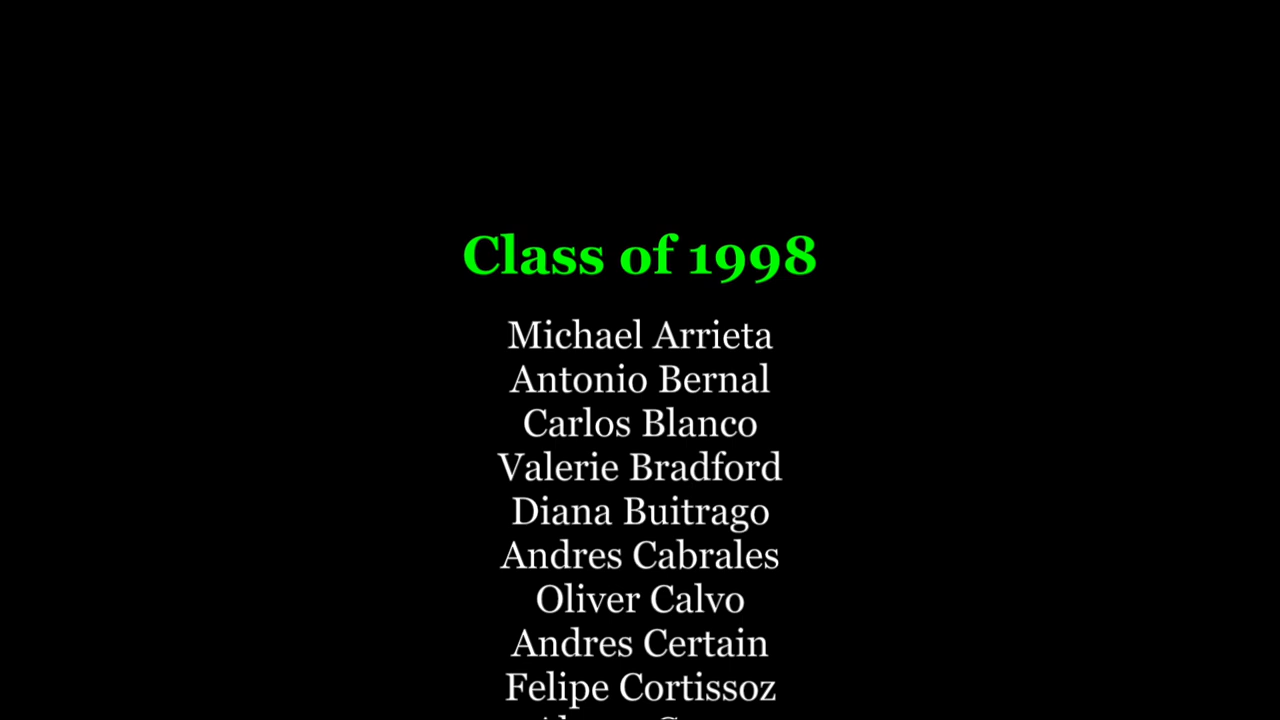 Class of 1998
Michael Arrieta
Antonio Bernal
Carlos Blanco
Valerie Bradford
Diana Buitrago
Andres Cabrales
Oliver Calvo
Andres Certain
Felipe Cortissoz